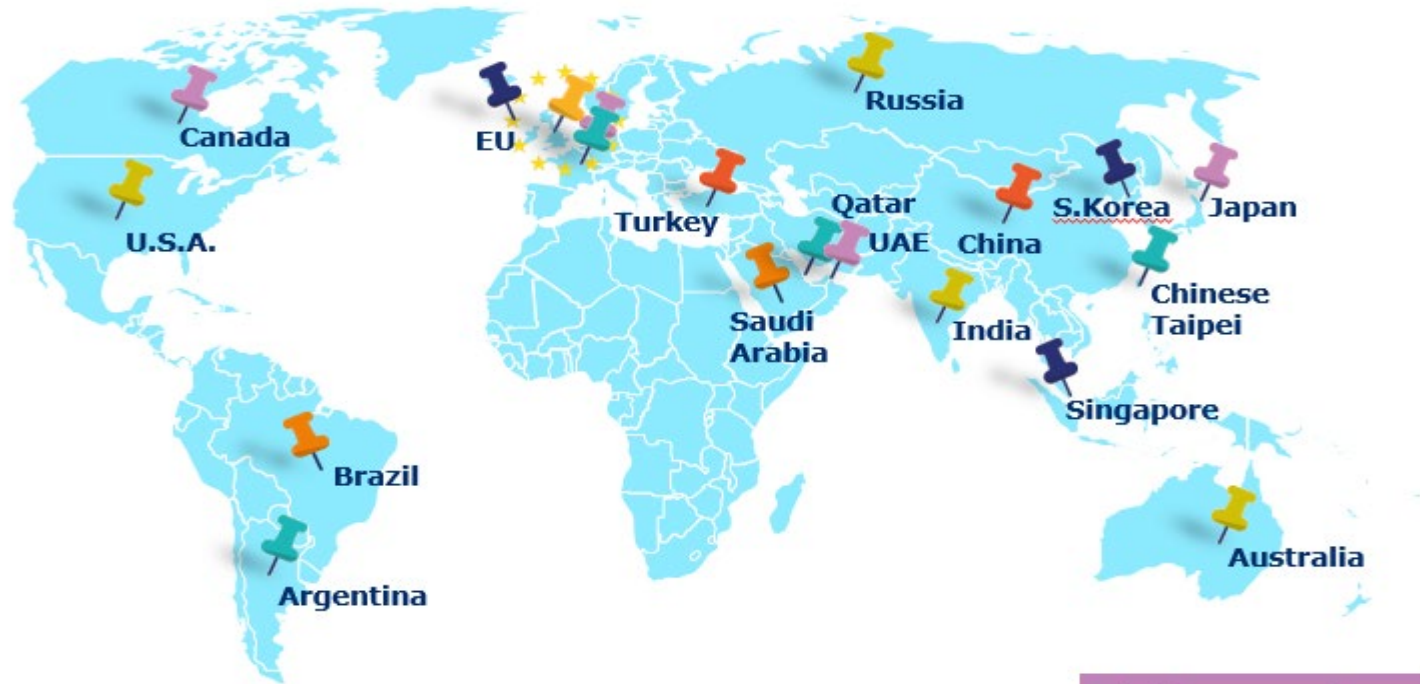 Russia
Canada
EU
Qatar
S.Korea
Japan
Turkey
UAE
China
U.S.A.
Chinese
Taipei
Saudi
Arabia
India
Singapore
Brazil
Australia
Argentina